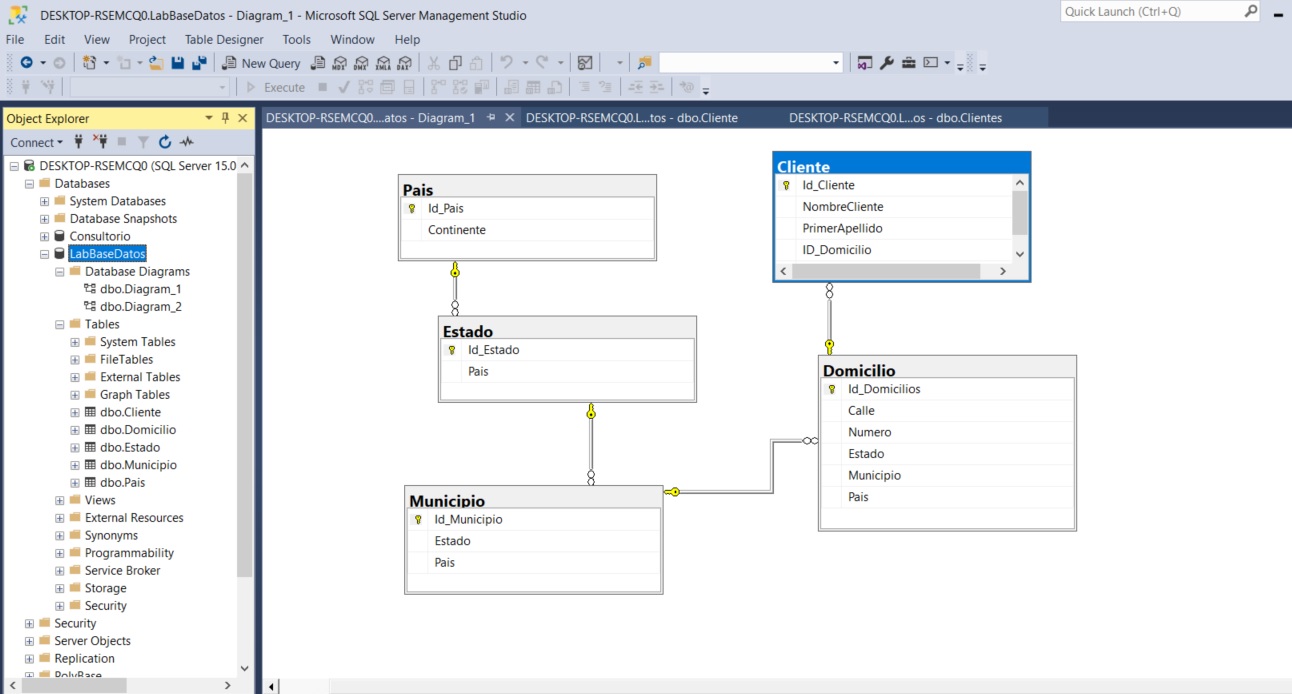 DESKTOP-RSEMCQ0.LabBaseDatos - Diagram_1 - Microsoft SQL Server Management Studio
Quick Launch (Ctrl+Q)
File Edit View Project Table Designer Tools Window Help
New Query MDX DMX XMLA DAX
Execute
Object Explorer
Connect
DESKTOP-RSEMCQ0 (SQL Server 15.0
Databases
System Databases
Database Snapshots
Consultorio
LabBaseDatos
Database Diagrams
dbo.Diagram_1
dbo.Diagram_2
Tables
System Tables
FileTables
External Tables
Graph Tables
dbo.Cliente
dbo.Domicilio
dbo.Estado
dbo.Municipio
dbo.Pais
Views
External Resources
Synonyms
Programmability
Service Broker
Storage
Security
Security
Server Objects
Replication
PolyBase
DESKTOP-RSEMCQ0....atos - Diagram_1
DESKTOP-RSEMCQ0.L...tos - dbo.Cliente
DESKTOP-RSEMCQ0.L...os - dbo.Clientes
Pais
Id_Pais
Continente
Cliente
Id_Cliente
NombreCliente
PrimerApellido
ID_Domicilio
Estado
Id_Estado
Pais
Domicilio
Id_Domicilios
Calle
Numero
Estado
Municipio
Pais
Municipio
Id_Municipio
Estado
Pais